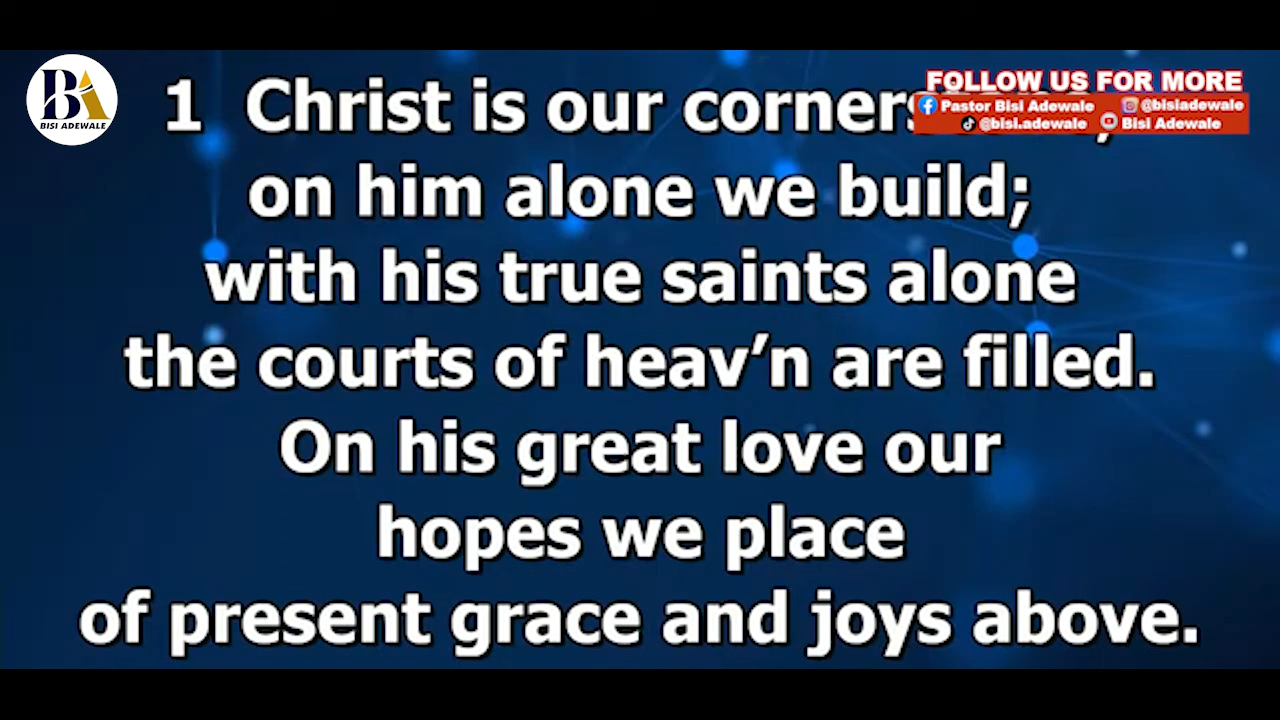 BA
BISI ADEWALE
FOLLOW US FOR MORE
Pastor Bisi Adewale @bisiadewale
@bisi.adewale Bisi Adewale
1 Christ is our
on him alone we build;
with his true saints alone
the courts of heav’n are filled.
On his great love our
hopes we place
of present grace and joys above.